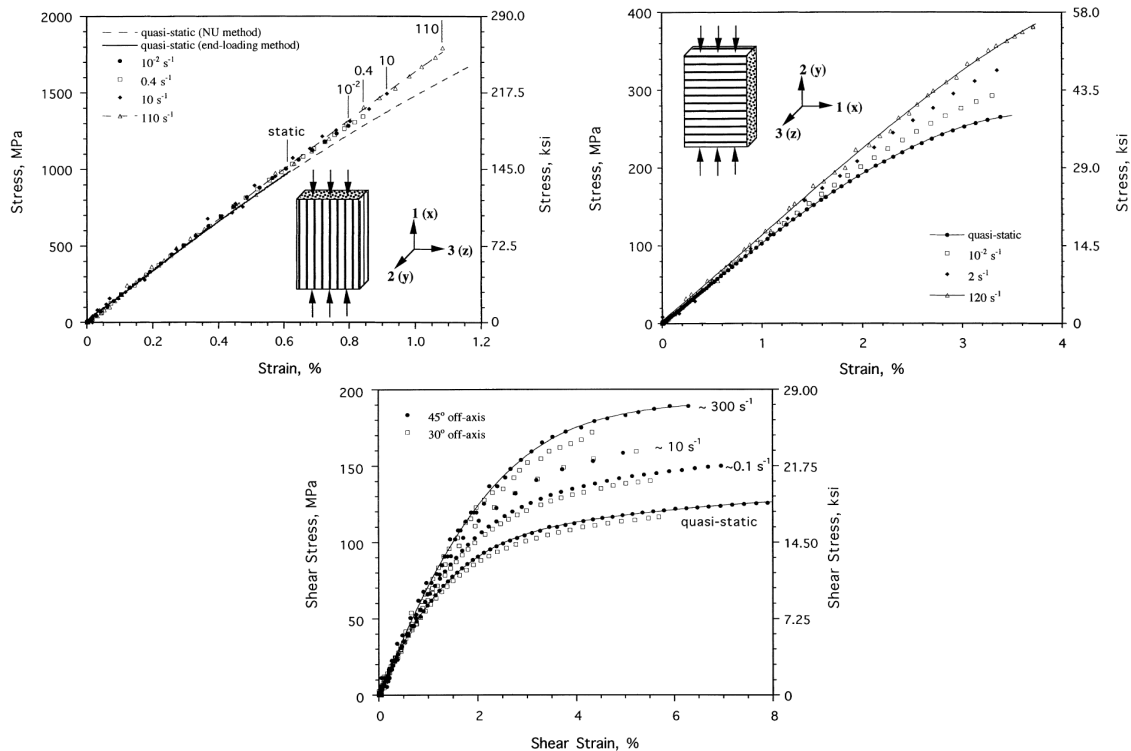 2000
1500
1000
500
0
Stress, MPa
290.0
217.5
145.0
72.5
0
Stress, ksi
0
0.2
0.4
0.6
0.8
1.0
1.2
Strain, %
quasi-static (NU method)
quasi-static (end-loading method)
10⁻² s⁻¹
0.4 s⁻¹
10 s⁻¹
110 s⁻¹
static
10⁻²
0.4
10
110
1 (x)
3 (z)
2 (y)
400
300
200
100
0
Stress, MPa
58.0
43.5
29.0
14.5
0
Stress, ksi
0
1
2
3
4
Strain, %
2 (y)
1 (x)
3 (z)
quasi-static
10⁻² s⁻¹
2 s⁻¹
120 s⁻¹
200
150
100
50
0
Shear Stress, MPa
29.00
21.75
14.50
7.25
0
Shear Stress, ksi
0
2
4
6
8
Shear Strain, %
45º off-axis
30º off-axis
~ 300 s⁻¹
~ 10 s⁻¹
~0.1 s⁻¹
quasi-static